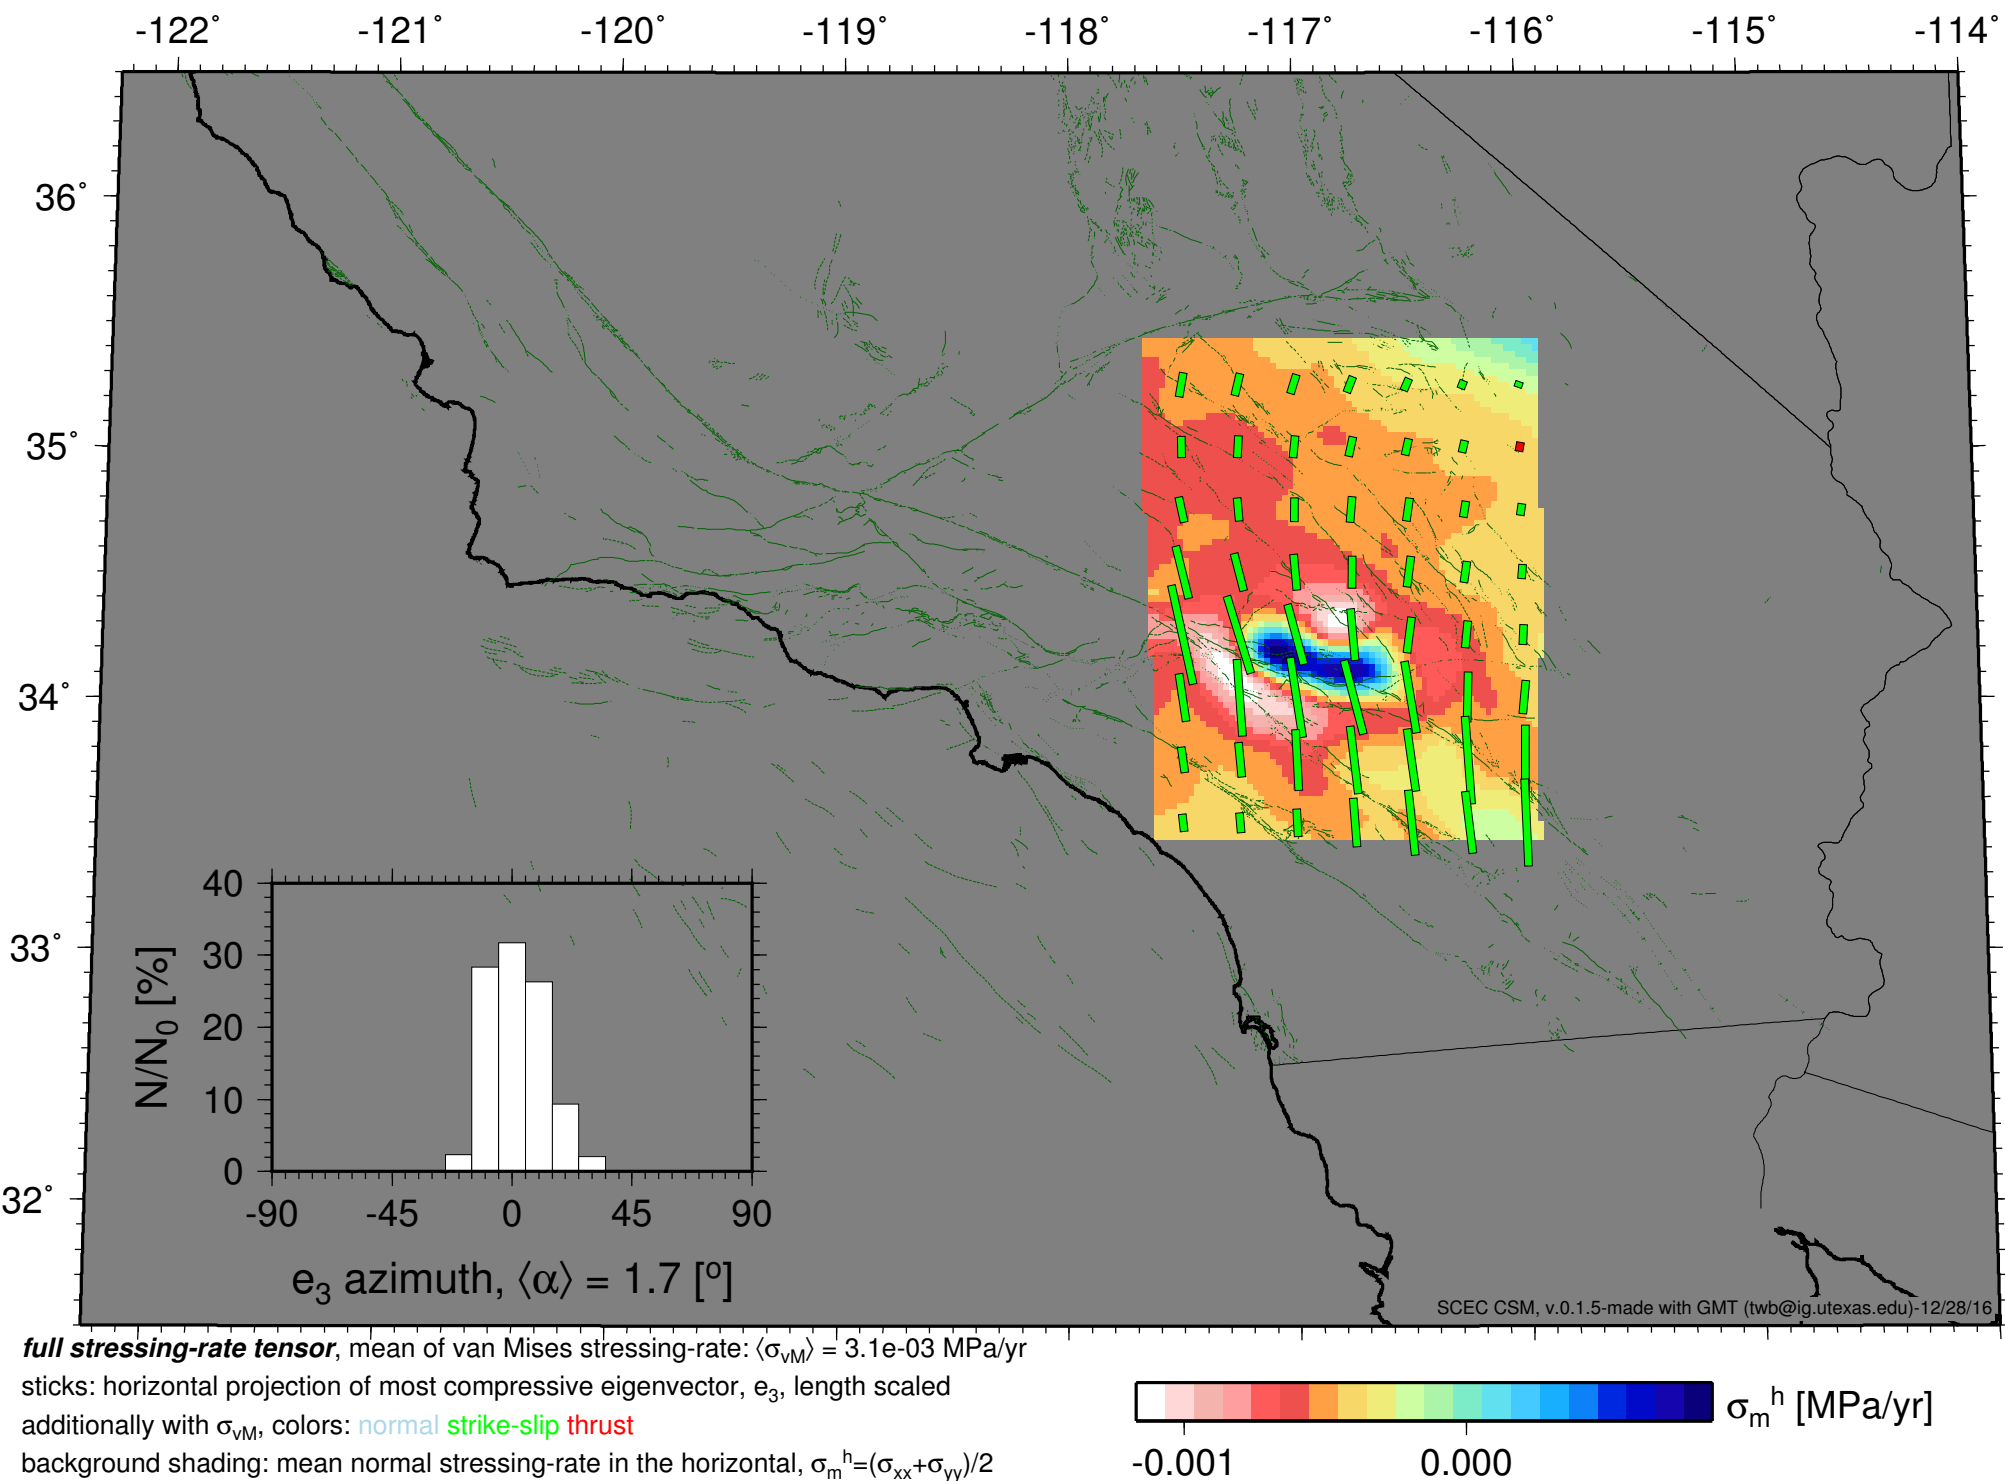 -122˚ -121˚ -120˚ -119˚ -118˚ -117˚ -116˚ -115˚ -114˚
36˚
35˚
34˚
33˚
32˚
40
30
20
10
0
N/N0 [%]
-90 -45 0 45 90
e3 azimuth, ⟨α⟩ = 1.7 [º]
SCEC CSM, v.0.1.5-made with GMT (twb@ig.utexas.edu)-12/28/16
full stressing-rate tensor, mean of van Mises stressing-rate: ⟨σvM⟩ = 3.1e-03 MPa/yr
sticks: horizontal projection of most compressive eigenvector, e3, length scaled
additionally with σvM, colors: normal strike-slip thrust
background shading: mean normal stressing-rate in the horizontal, σm^h=(σxx+σyy)/2
σm^h [MPa/yr]
-0.001 0.000